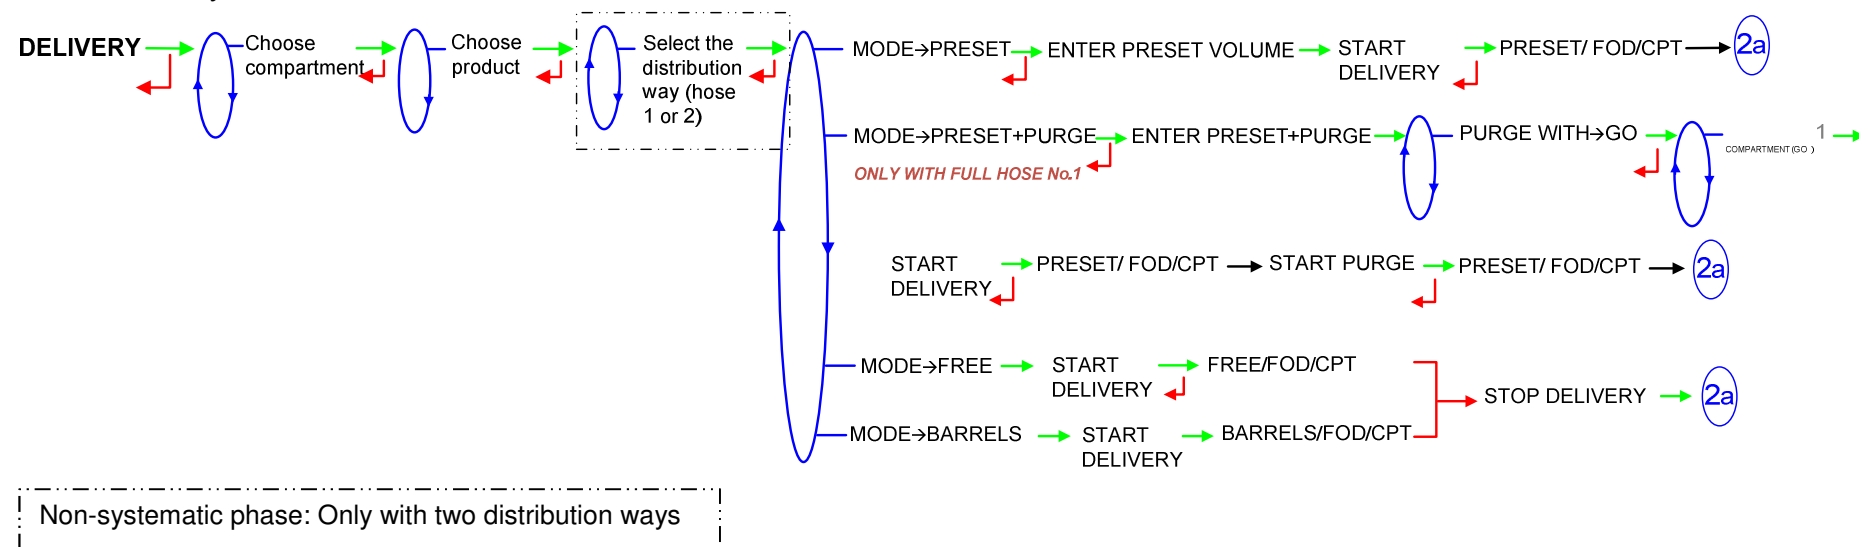 DELIVERY
Choose
compartment
Choose
product
Select the
distribution
way (hose
1 or 2)
MODE→PRESET
ENTER PRESET VOLUME
START
DELIVERY
PRESET/ FOD/CPT
2a
MODE→PRESET+PURGE
ENTER PRESET+PURGE
PURGE WITH→GO
1
COMPARTMENT (GO )
ONLY WITH FULL HOSE No.1
START
DELIVERY
PRESET/ FOD/CPT
START PURGE
PRESET/ FOD/CPT
2a
MODE→FREE
START
DELIVERY
FREE/FOD/CPT
STOP DELIVERY
2a
MODE→BARRELS
START
DELIVERY
BARRELS/FOD/CPT
Non-systematic phase: Only with two distribution ways